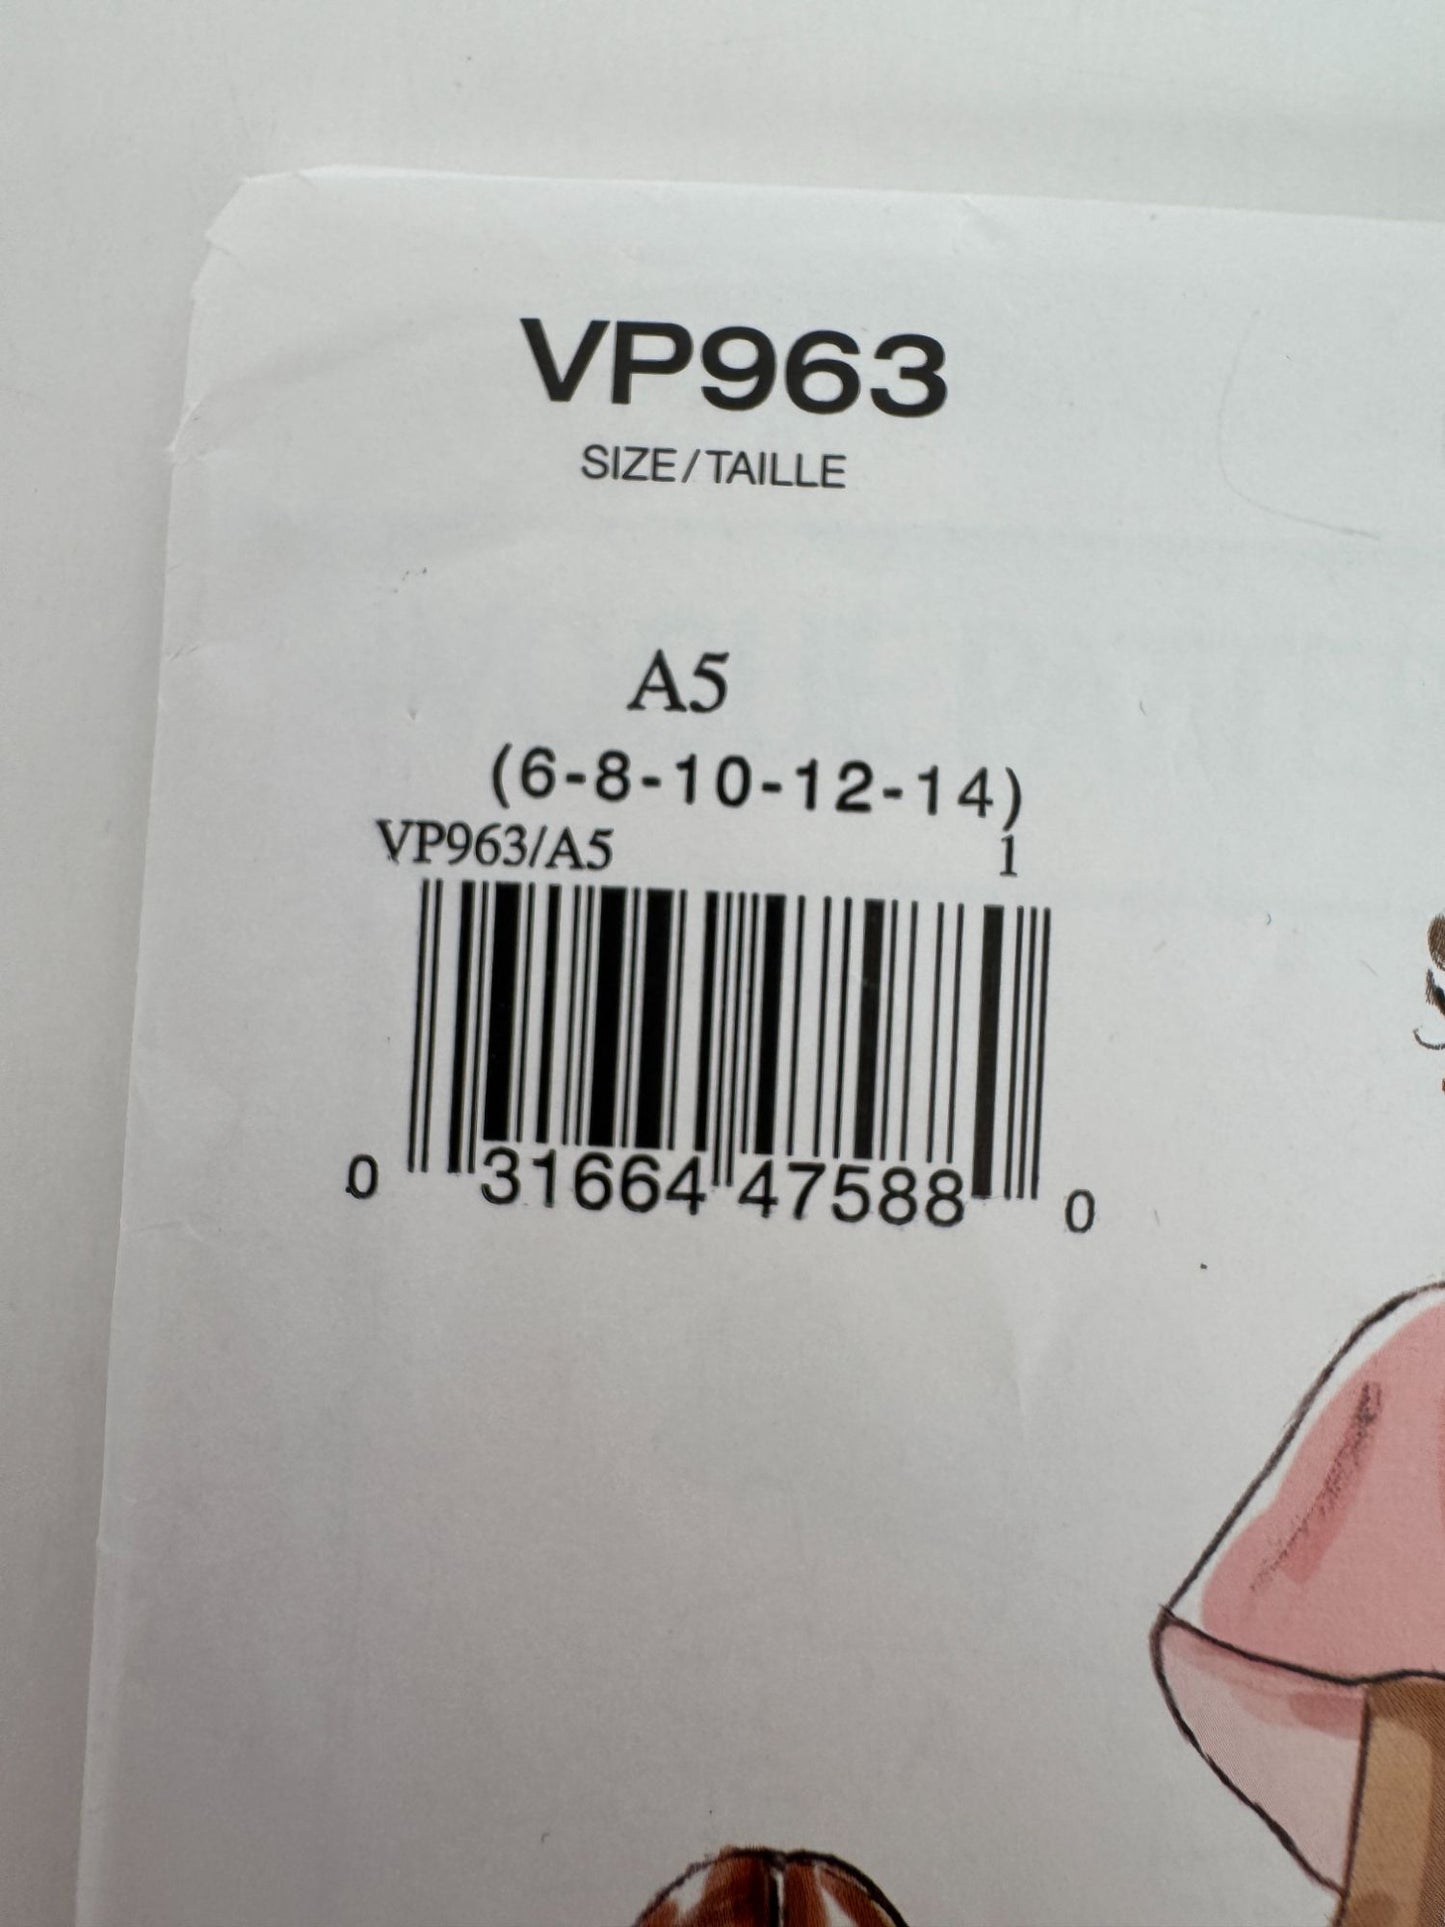 VP963
SIZE/TAILLE
A5
(6-8-10-12-14)
VP963/A5 1
0 31664 47588 0